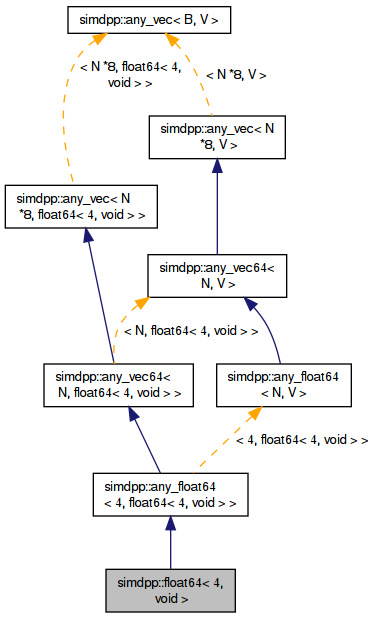 simdpp::any_vec< B, V >
< N *8, float64< 4,
void > >
< N *8, V >
simdpp::any_vec< N
*8, V >
simdpp::any_vec< N
*8, float64< 4, void > >
simdpp::any_vec64<
N, V >
< N, float64< 4, void > >
simdpp::any_vec64<
N, float64< 4, void > >
simdpp::any_float64
< N, V >
< 4, float64< 4, void > >
simdpp::any_float64
< 4, float64< 4, void > >
simdpp::float64< 4,
void >